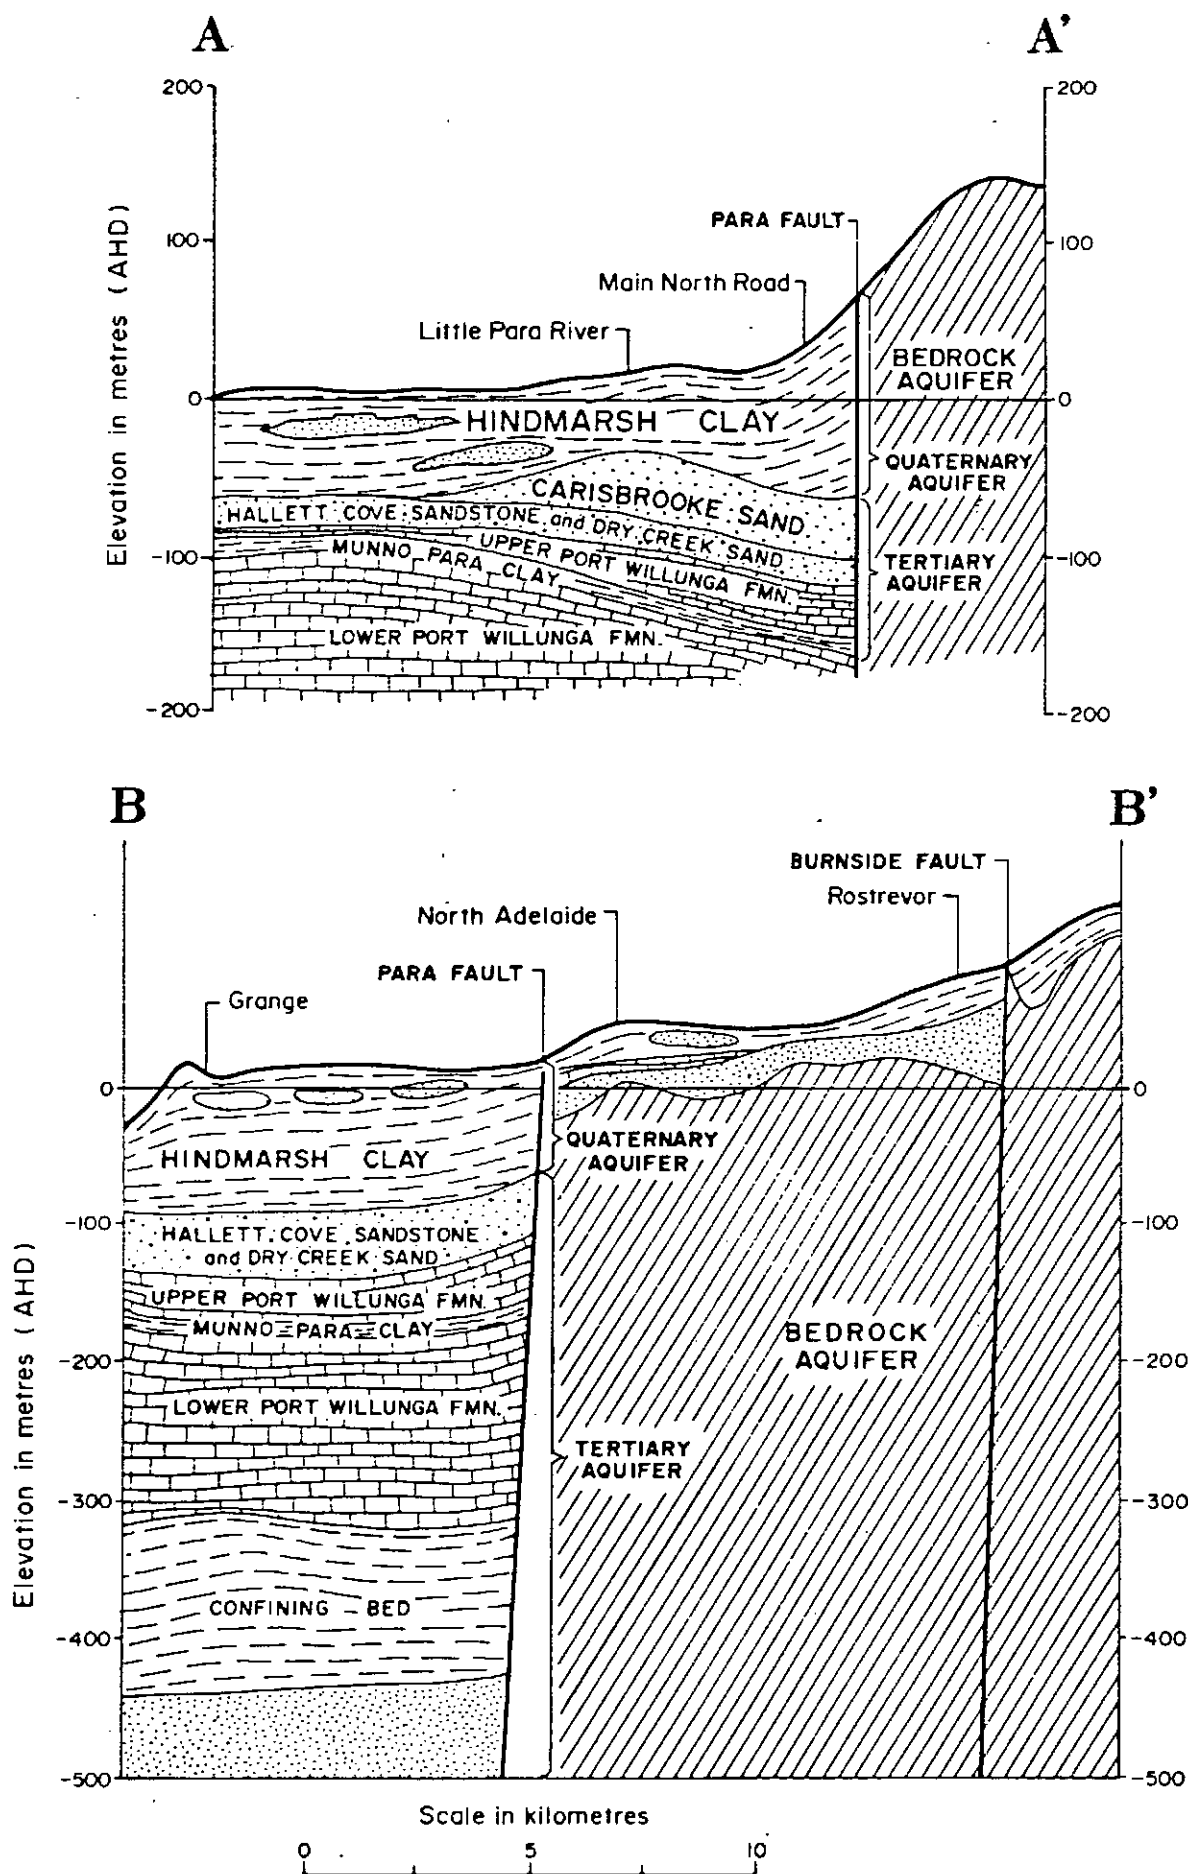 A
A'
200
200
PARA FAULT
100
100
Main North Road
Little Para River
BEDROCK
AQUIFER
0
0
HINDMARSH CLAY
QUATERNARY
AQUIFER
CARISBROOKE SAND
HALLETT COVE SANDSTONE and DRY CREEK SAND
UPPER PORT WILLUNGA FMN.
MUNNO PARA CLAY
-100
-100
TERTIARY
AQUIFER
LOWER PORT WILLUNGA FMN.
-200
-200
Elevation in metres (AHD)
B
B'
BURNSIDE FAULT
Rostrevor
North Adelaide
PARA FAULT
Grange
0
0
QUATERNARY
AQUIFER
HINDMARSH CLAY
-100
-100
HALLETT COVE SANDSTONE
and DRY CREEK SAND
UPPER PORT WILLUNGA FMN.
MUNNO PARA CLAY
BEDROCK
AQUIFER
-200
-200
LOWER PORT WILLUNGA FMN.
TERTIARY
AQUIFER
-300
-300
CONFINING BED
-400
-400
-500
-500
Elevation in metres (AHD)
Scale in kilometres
0 5 10